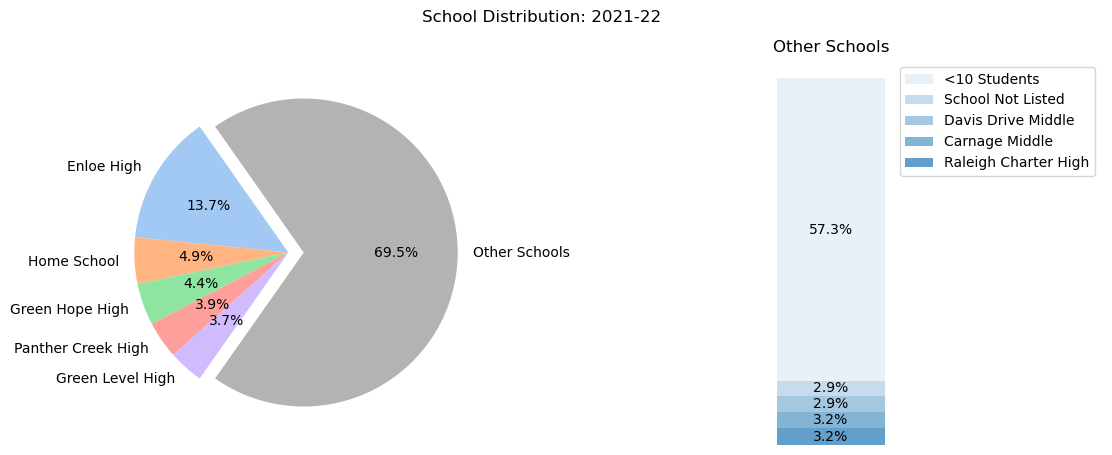 School Distribution: 2021-22
Enloe High
Home School
Green Hope High
Panther Creek High
Green Level High
13.7%
4.9%
4.4%
3.9%
3.7%
69.5%
Other Schools
Other Schools
57.3%
2.9%
2.9%
3.2%
3.2%
<10 Students
School Not Listed
Davis Drive Middle
Carnage Middle
Raleigh Charter High